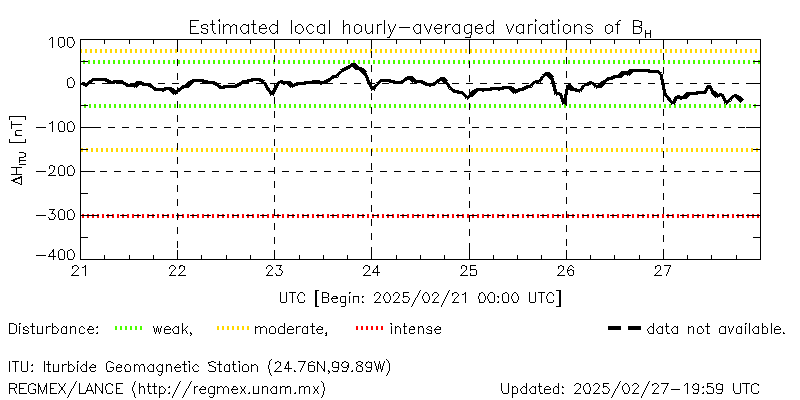 Estimated local hourly-averaged variations of B_H
100
0
-100
-200
-300
-400
ΔH_ITU [nT]
21 22 23 24 25 26 27
UTC [Begin: 2025/02/21 00:00 UTC]
Disturbance: weak, moderate, intense data not available.
ITU: Iturbide Geomagnetic Station (24.76N,99.89W)
REGMEX/LANCE (http://regmex.unam.mx) Updated: 2025/02/27-19:59 UTC